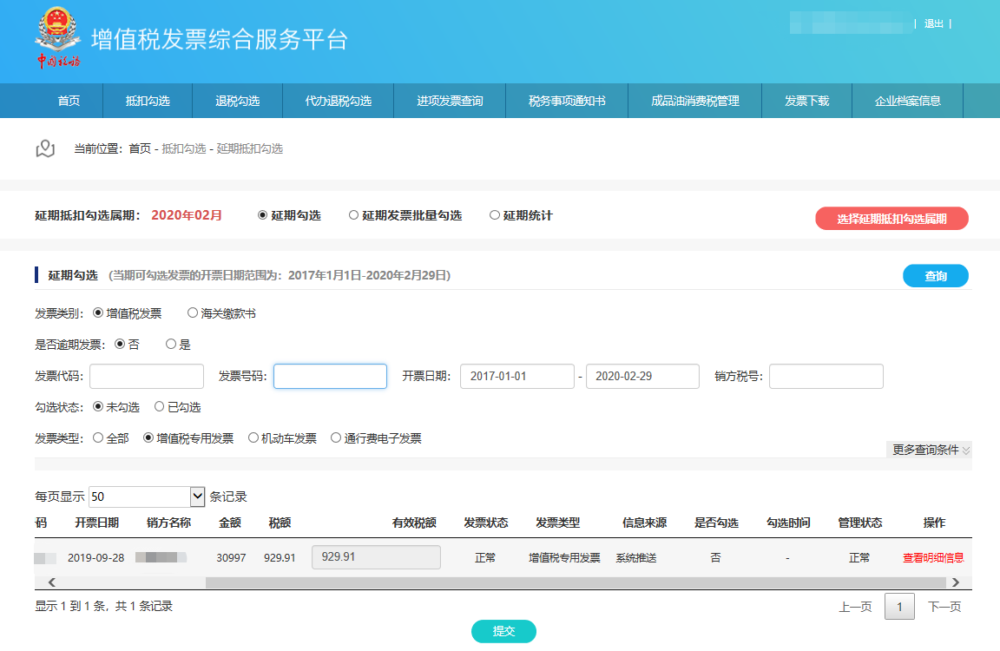 增值税发票综合服务平台
中国税务
| 退出 |
首页 抵扣勾选 退税勾选 代办退税勾选 进项发票查询 税务事项通知书 成品油消费税管理 发票下载 企业档案信息
当前位置：首页 - 抵扣勾选 - 延期抵扣勾选
延期抵扣勾选属期： 2020年02月 延期勾选 延期发票批量勾选 延期统计 选择延期抵扣勾选属期
延期勾选 (当期可勾选发票的开票日期范围为：2017年1月1日-2020年2月29日) 查询
发票类别: 增值税发票 海关缴款书
是否逾期发票: 否 是
发票代码: 发票号码: 开票日期: 2017-01-01 - 2020-02-29 销方税号:
勾选状态: 未勾选 已勾选
发票类型: 全部 增值税专用发票 机动车发票 通行费电子发票
更多查询条件
每页显示 50 条记录
码 开票日期 销方名称 金额 税额 有效税额 发票状态 发票类型 信息来源 是否勾选 勾选时间 管理状态 操作
2019-09-28 30997 929.91 929.91 正常 增值税专用发票 系统推送 否 - 正常 查看明细信息
显示 1 到 1 条，共 1 条记录 上一页 1 下一页
提交